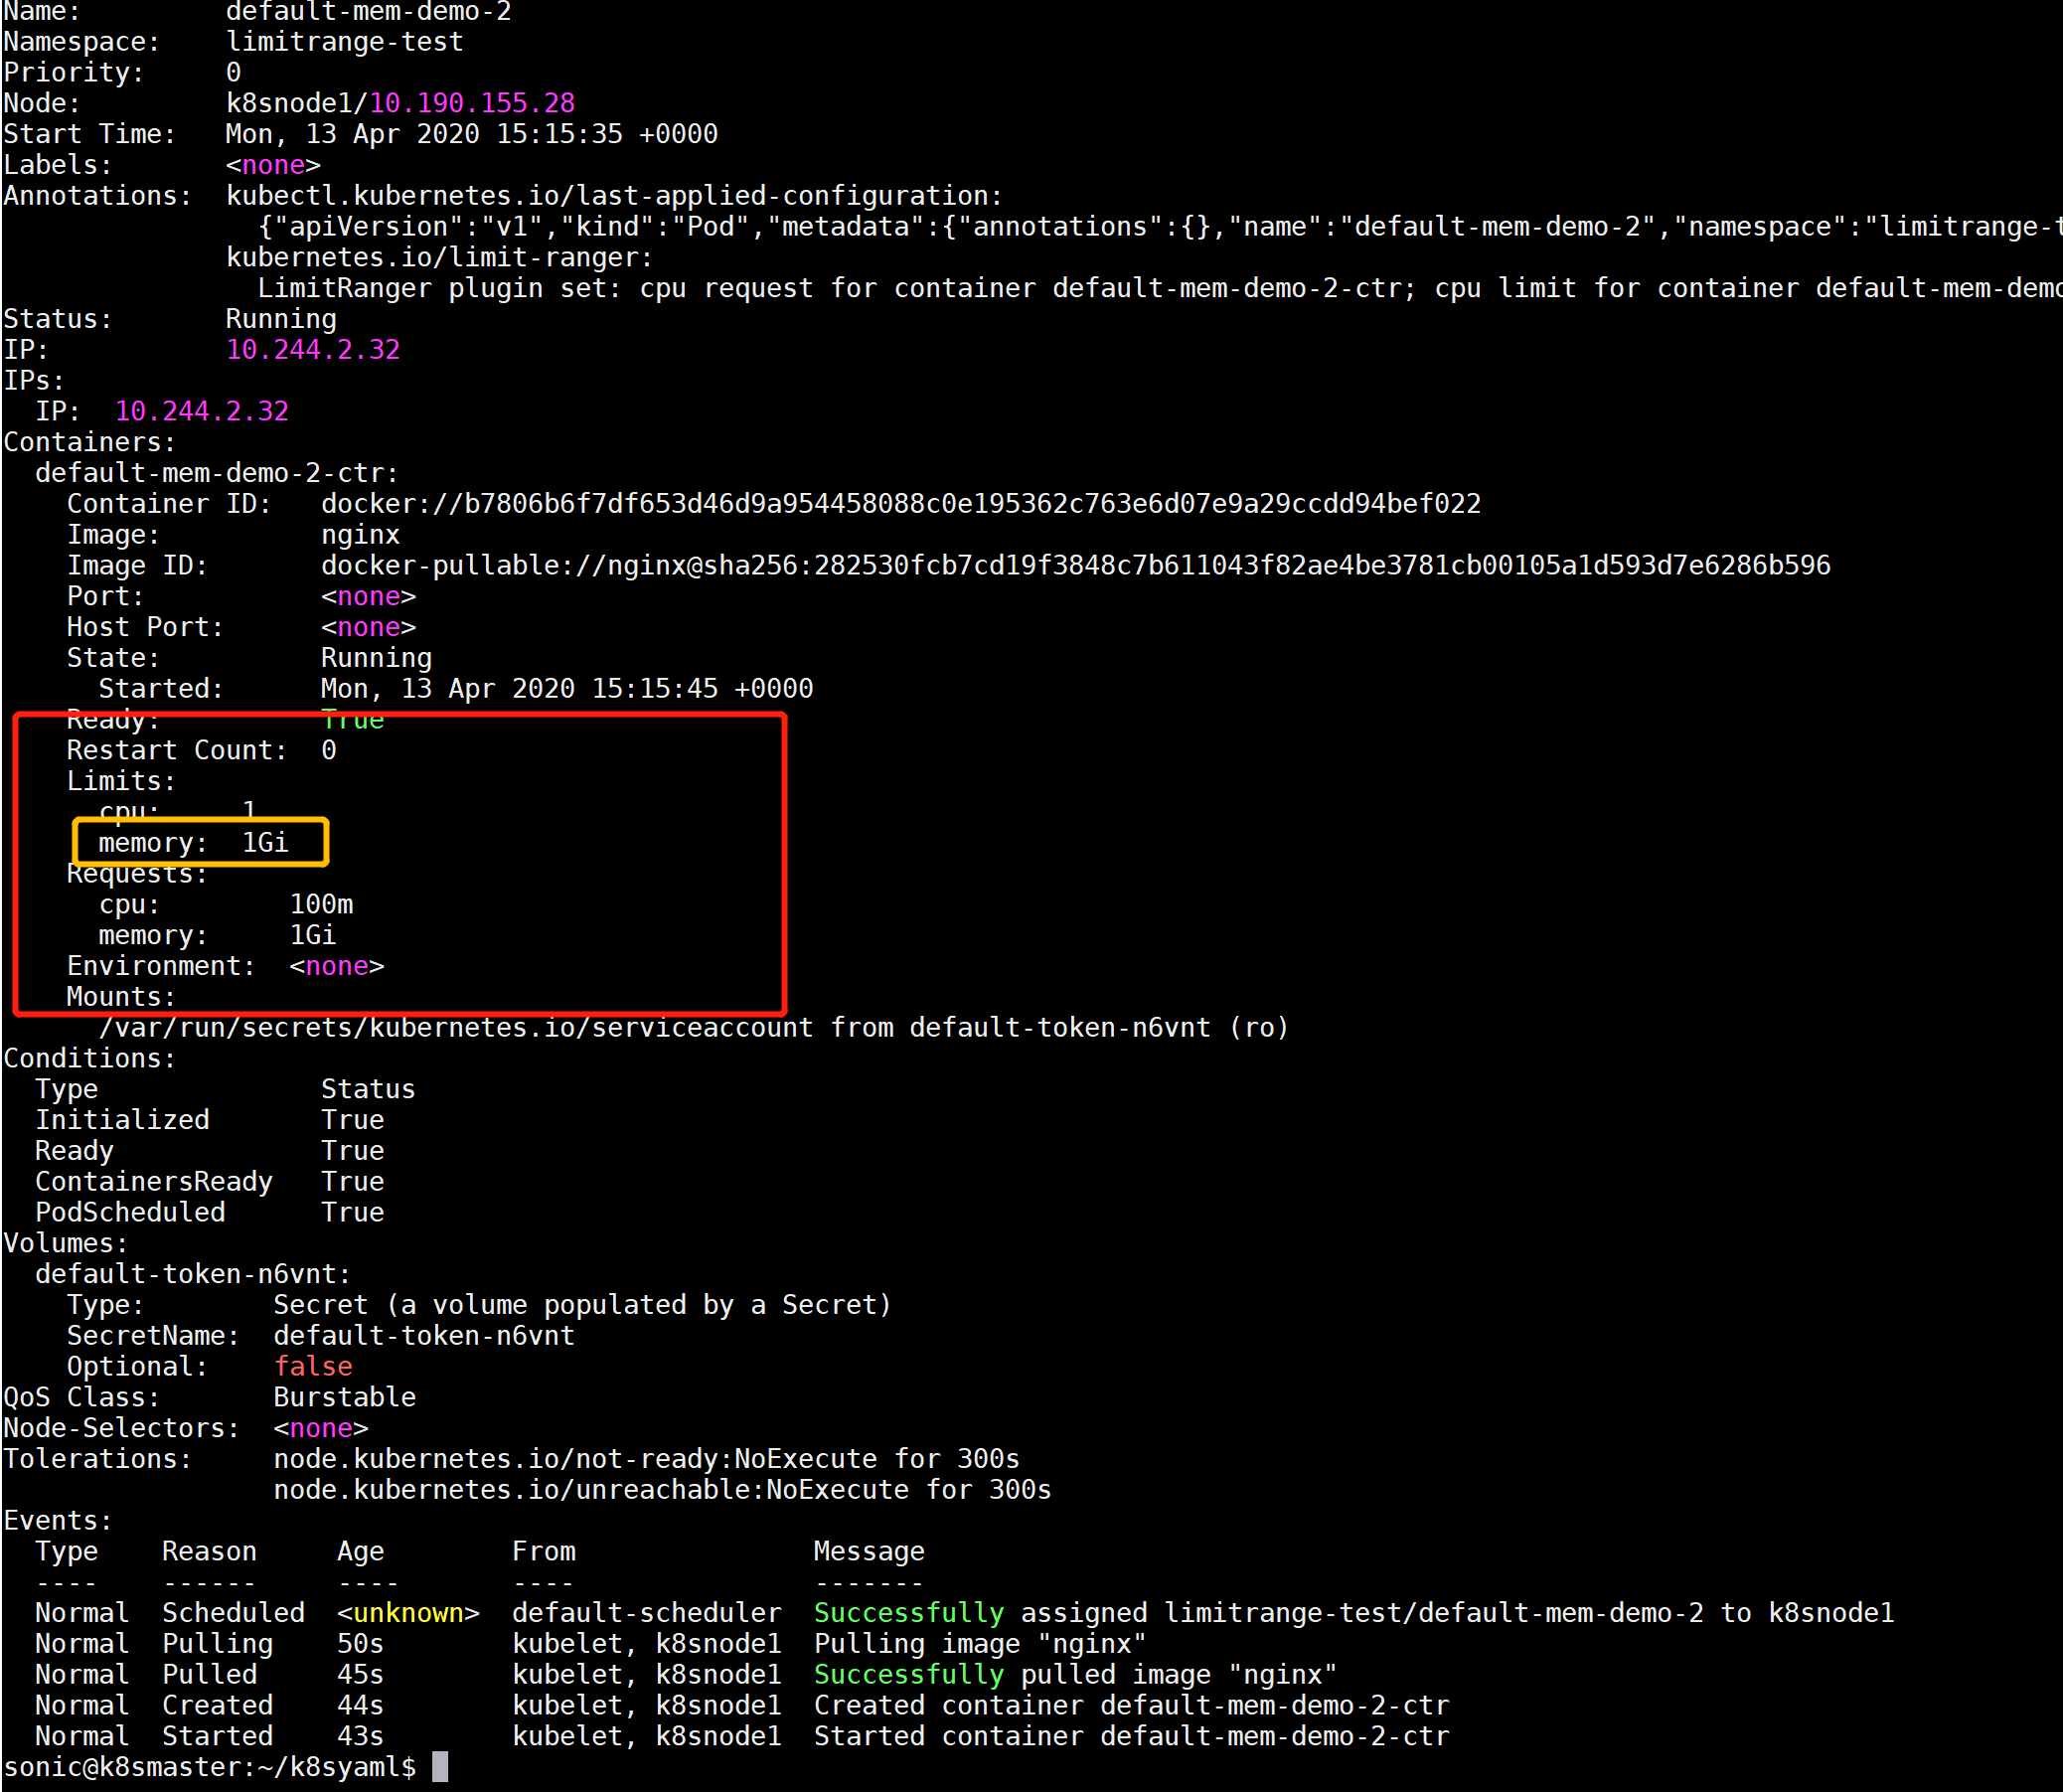 Name:         default-mem-demo-2
Namespace:    limitrange-test
Priority:     0
Node:         k8snode1/10.190.155.28
Start Time:   Mon, 13 Apr 2020 15:15:35 +0000
Labels:       <none>
Annotations:  kubectl.kubernetes.io/last-applied-configuration:
                {"apiVersion":"v1","kind":"Pod","metadata":{"annotations":{},"name":"default-mem-demo-2","namespace":"limitrange-t
              kubernetes.io/limit-ranger:
                LimitRanger plugin set: cpu request for container default-mem-demo-2-ctr; cpu limit for container default-mem-demo
Status:       Running
IP:           10.244.2.32
IPs:
  IP:  10.244.2.32
Containers:
  default-mem-demo-2-ctr:
    Container ID:   docker://b7806b6f7df653d46d9a954458088c0e195362c763e6d07e9a29ccdd94bef022
    Image:          nginx
    Image ID:       docker-pullable://nginx@sha256:282530fcb7cd19f3848c7b611043f82ae4be3781cb00105a1d593d7e6286b596
    Port:           <none>
    Host Port:      <none>
    State:          Running
      Started:      Mon, 13 Apr 2020 15:15:45 +0000
    Ready:          True
    Restart Count:  0
    Limits:
      cpu:     1
      memory:  1Gi
    Requests:
      cpu:        100m
      memory:     1Gi
    Environment:  <none>
    Mounts:
      /var/run/secrets/kubernetes.io/serviceaccount from default-token-n6vnt (ro)
Conditions:
  Type              Status
  Initialized       True
  Ready             True
  ContainersReady   True
  PodScheduled      True
Volumes:
  default-token-n6vnt:
    Type:        Secret (a volume populated by a Secret)
    SecretName:  default-token-n6vnt
    Optional:    false
QoS Class:       Burstable
Node-Selectors:  <none>
Tolerations:     node.kubernetes.io/not-ready:NoExecute for 300s
                 node.kubernetes.io/unreachable:NoExecute for 300s
Events:
  Type    Reason     Age        From               Message
  ----    ------     ----       ----               -------
  Normal  Scheduled  <unknown>  default-scheduler  Successfully assigned limitrange-test/default-mem-demo-2 to k8snode1
  Normal  Pulling    50s        kubelet, k8snode1  Pulling image "nginx"
  Normal  Pulled     45s        kubelet, k8snode1  Successfully pulled image "nginx"
  Normal  Created    44s        kubelet, k8snode1  Created container default-mem-demo-2-ctr
  Normal  Started    43s        kubelet, k8snode1  Started container default-mem-demo-2-ctr
sonic@k8smaster:~/k8syaml$